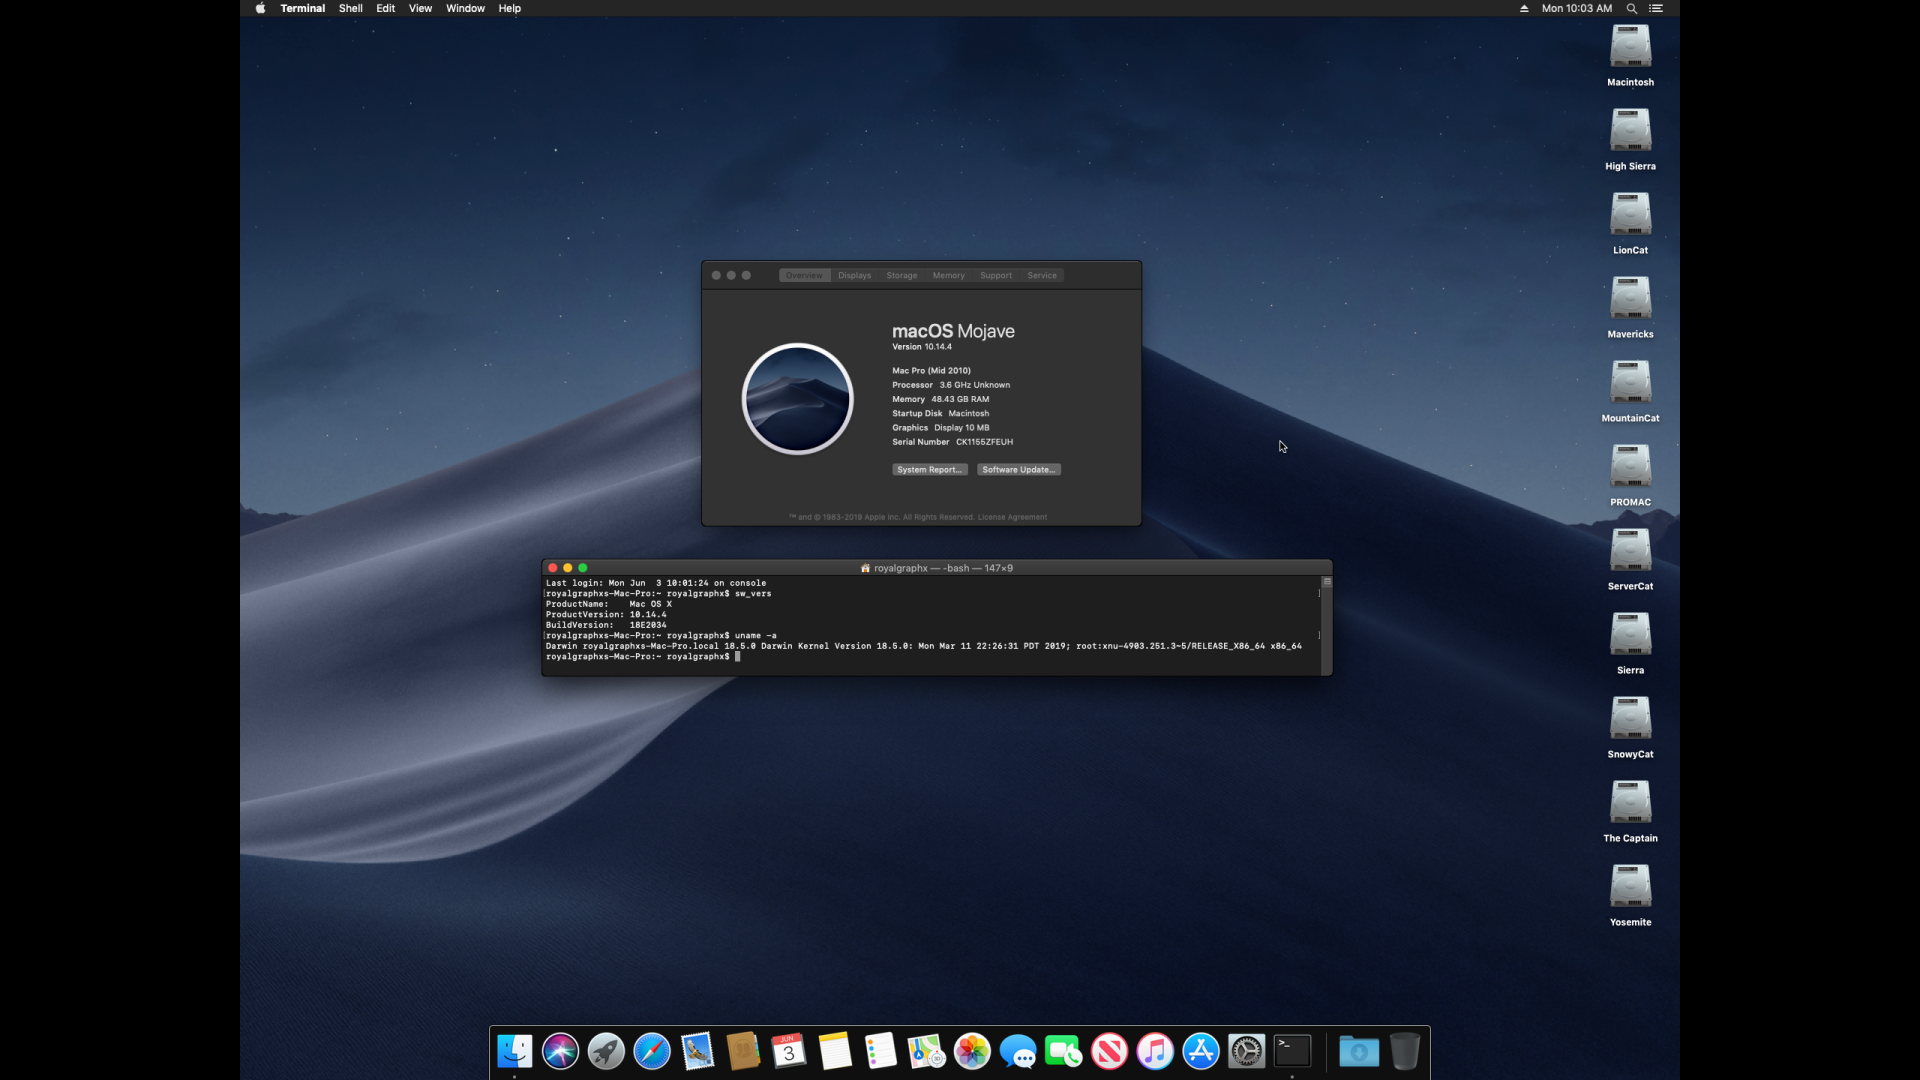 Terminal Shell Edit View Window Help
Mon 10:03 AM
Macintosh
High Sierra
LionCat
Mavericks
MountainCat
PROMAC
ServerCat
Sierra
SnowyCat
The Captain
Yosemite
Overview Displays Storage Memory Support Service
macOS Mojave
Version 10.14.4
Mac Pro (Mid 2010)
Processor 3.6 GHz Unknown
Memory 48.43 GB RAM
Startup Disk Macintosh
Graphics Display 10 MB
Serial Number CK1155ZFEUH
System Report... Software Update...
™ and © 1983-2019 Apple Inc. All Rights Reserved. License Agreement
royalgraphx — -bash — 147×9
Last login: Mon Jun  3 10:01:24 on console
[royalgraphxs-Mac-Pro:~ royalgraphx$ sw_vers ]
ProductName:    Mac OS X
ProductVersion: 10.14.4
BuildVersion:   18E2034
[royalgraphxs-Mac-Pro:~ royalgraphx$ uname -a ]
Darwin royalgraphxs-Mac-Pro.local 18.5.0 Darwin Kernel Version 18.5.0: Mon Mar 11 22:26:31 PDT 2019; root:xnu-4903.251.3~5/RELEASE_X86_64 x86_64
royalgraphxs-Mac-Pro:~ royalgraphx$
JUN
3
>_